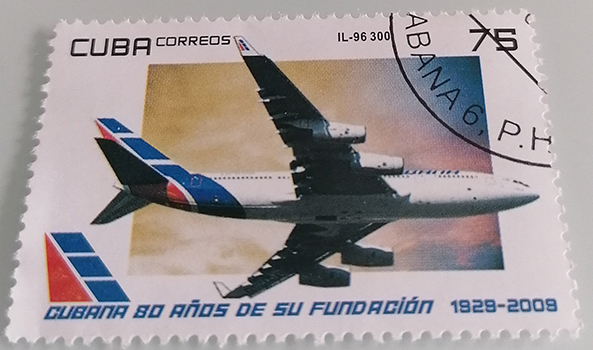 CUBA CORREOS IL-96 300 75
ABANA 6, P.H
CUBANA 80 AÑOS DE SU FUNDACIÓN 1929-2009